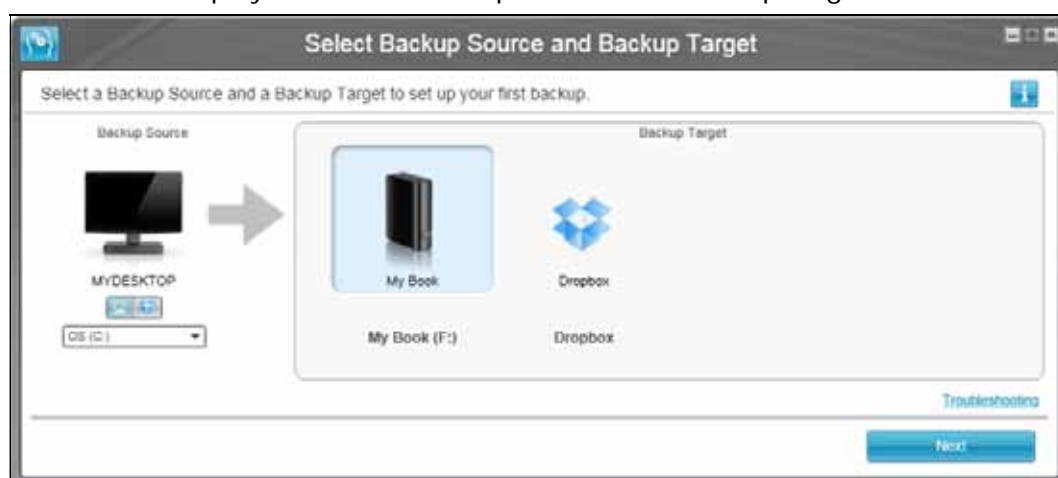 Select Backup Source and Backup Target
Select a Backup Source and a Backup Target to set up your first backup.
Backup Source
Backup Target
MYDESKTOP
OS (C:)
My Book
Dropbox
My Book (F:)
Dropbox
Troubleshooting
Next